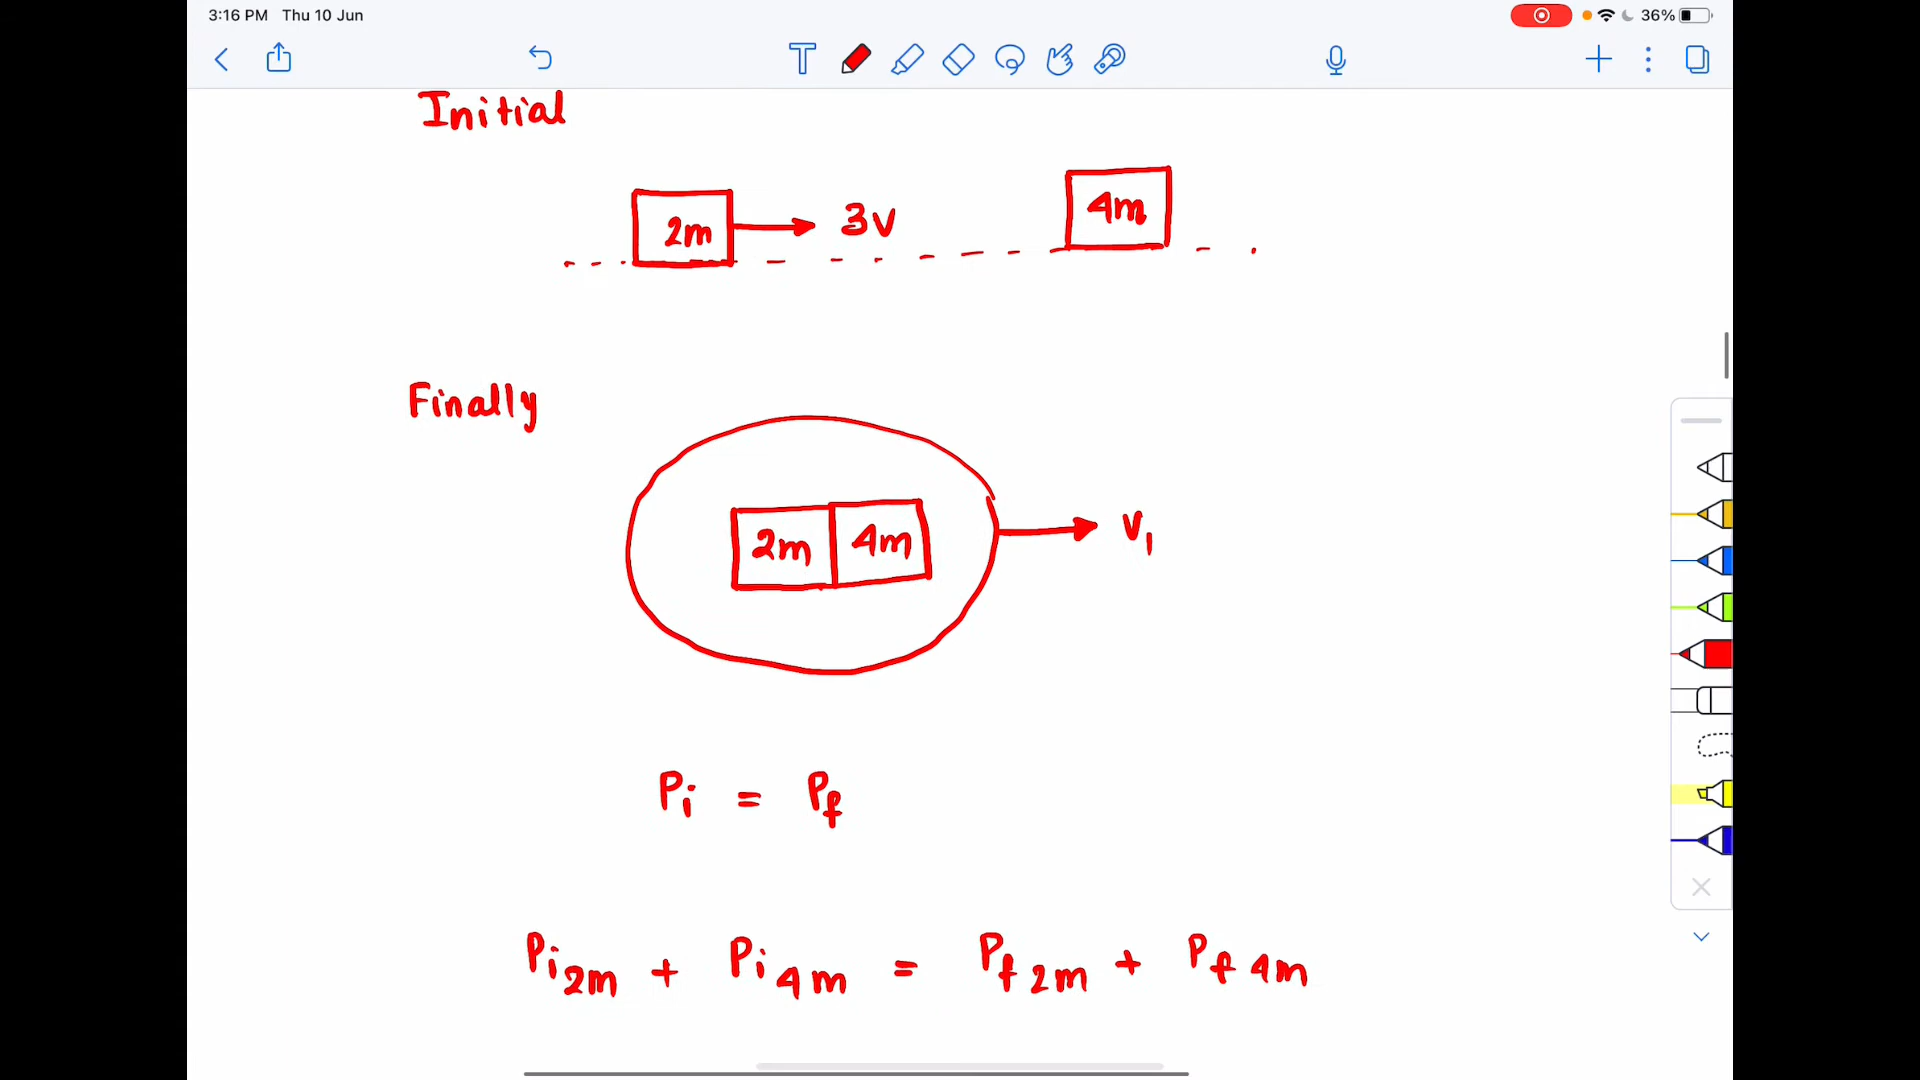 3:16 PM Thu 10 Jun 36%
T
Initial
2m 3v 4m
Finally
2m 4m v₁
Pi = Pf
Pi2m + Pi4m = Pf2m + Pf4m